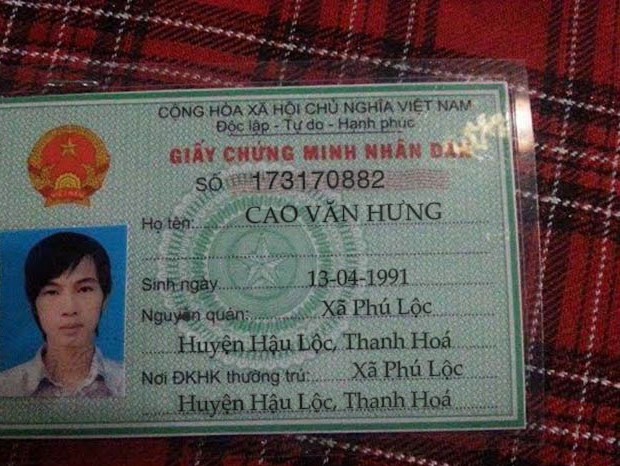 CỘNG HÒA XÃ HỘI CHỦ NGHĨA VIỆT NAM
Độc lập - Tự do - Hạnh phúc
GIẤY CHỨNG MINH NHÂN DÂN
SỐ 173170882
Họ tên: CAO VĂN HƯNG
Sinh ngày 13-04-1991
Nguyên quán: Xã Phú Lộc
Huyện Hậu Lộc, Thanh Hoá
Nơi ĐKHK thường trú: Xã Phú Lộc
Huyện Hậu Lộc, Thanh Hoá